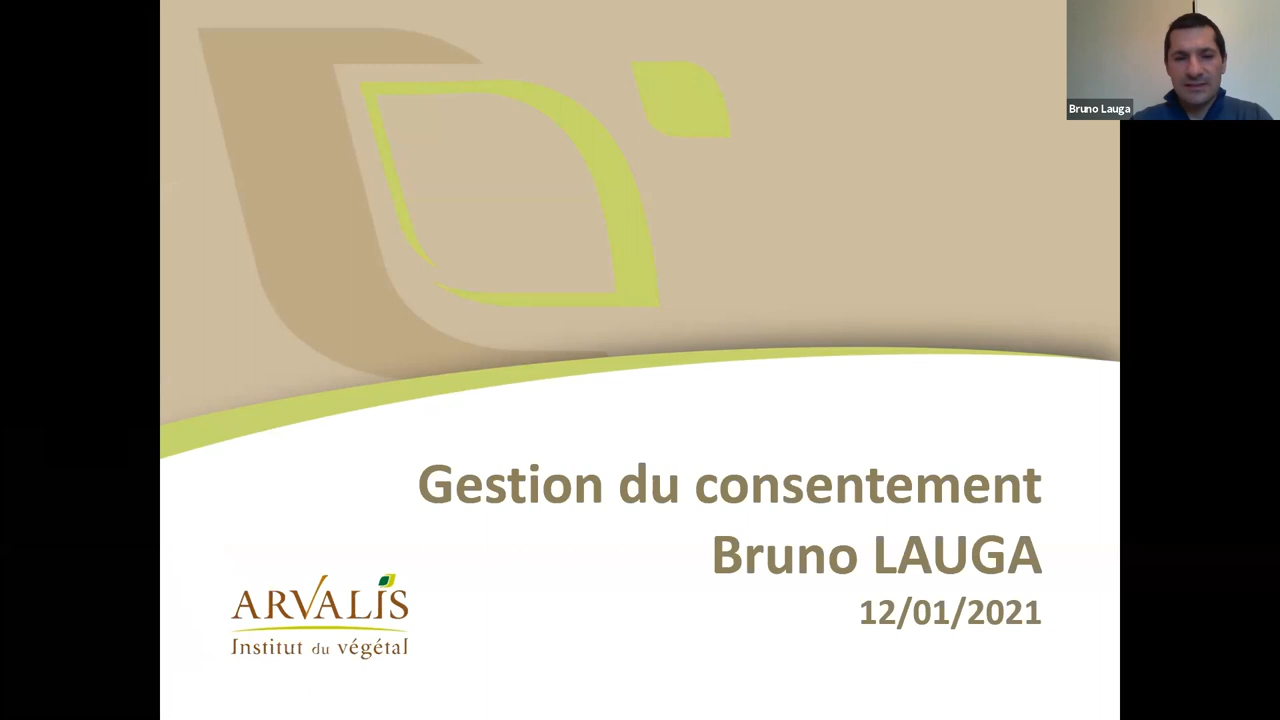 Bruno Lauga
Gestion du consentement
Bruno LAUGA
12/01/2021
ARVALIS
Institut du végétal